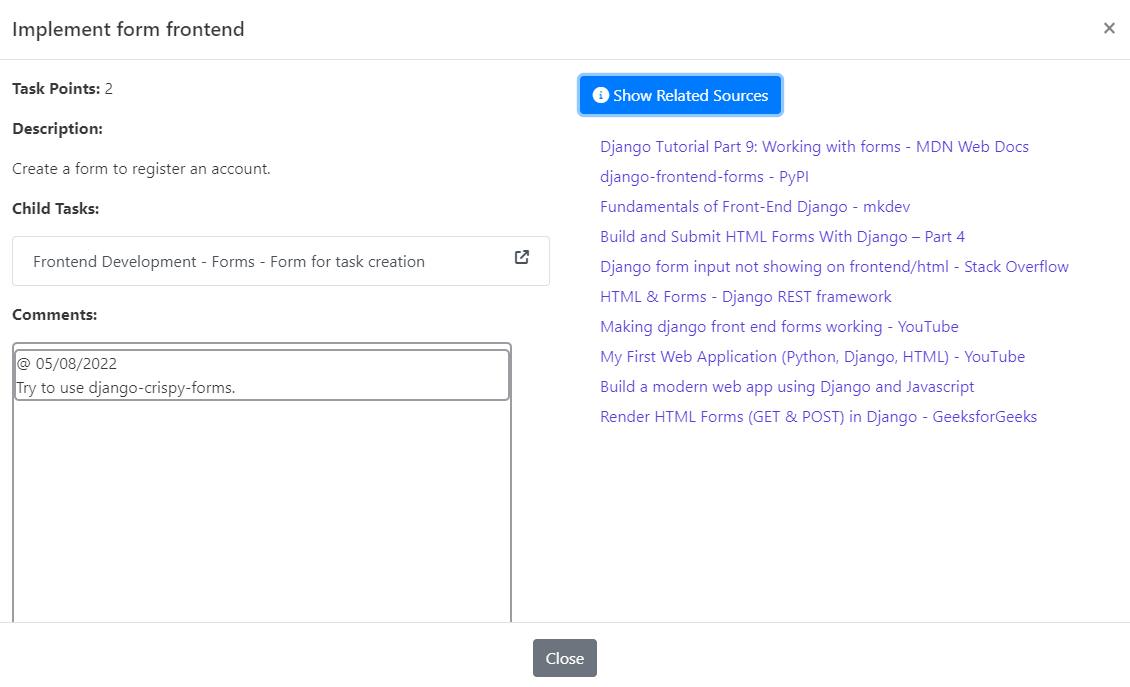 Implement form frontend
×
Task Points: 2
Description:
Create a form to register an account.
Child Tasks:
Frontend Development - Forms - Form for task creation
Comments:
@ 05/08/2022
Try to use django-crispy-forms.
Show Related Sources
Django Tutorial Part 9: Working with forms - MDN Web Docs
django-frontend-forms - PyPI
Fundamentals of Front-End Django - mkdev
Build and Submit HTML Forms With Django – Part 4
Django form input not showing on frontend/html - Stack Overflow
HTML & Forms - Django REST framework
Making django front end forms working - YouTube
My First Web Application (Python, Django, HTML) - YouTube
Build a modern web app using Django and Javascript
Render HTML Forms (GET & POST) in Django - GeeksforGeeks
Close